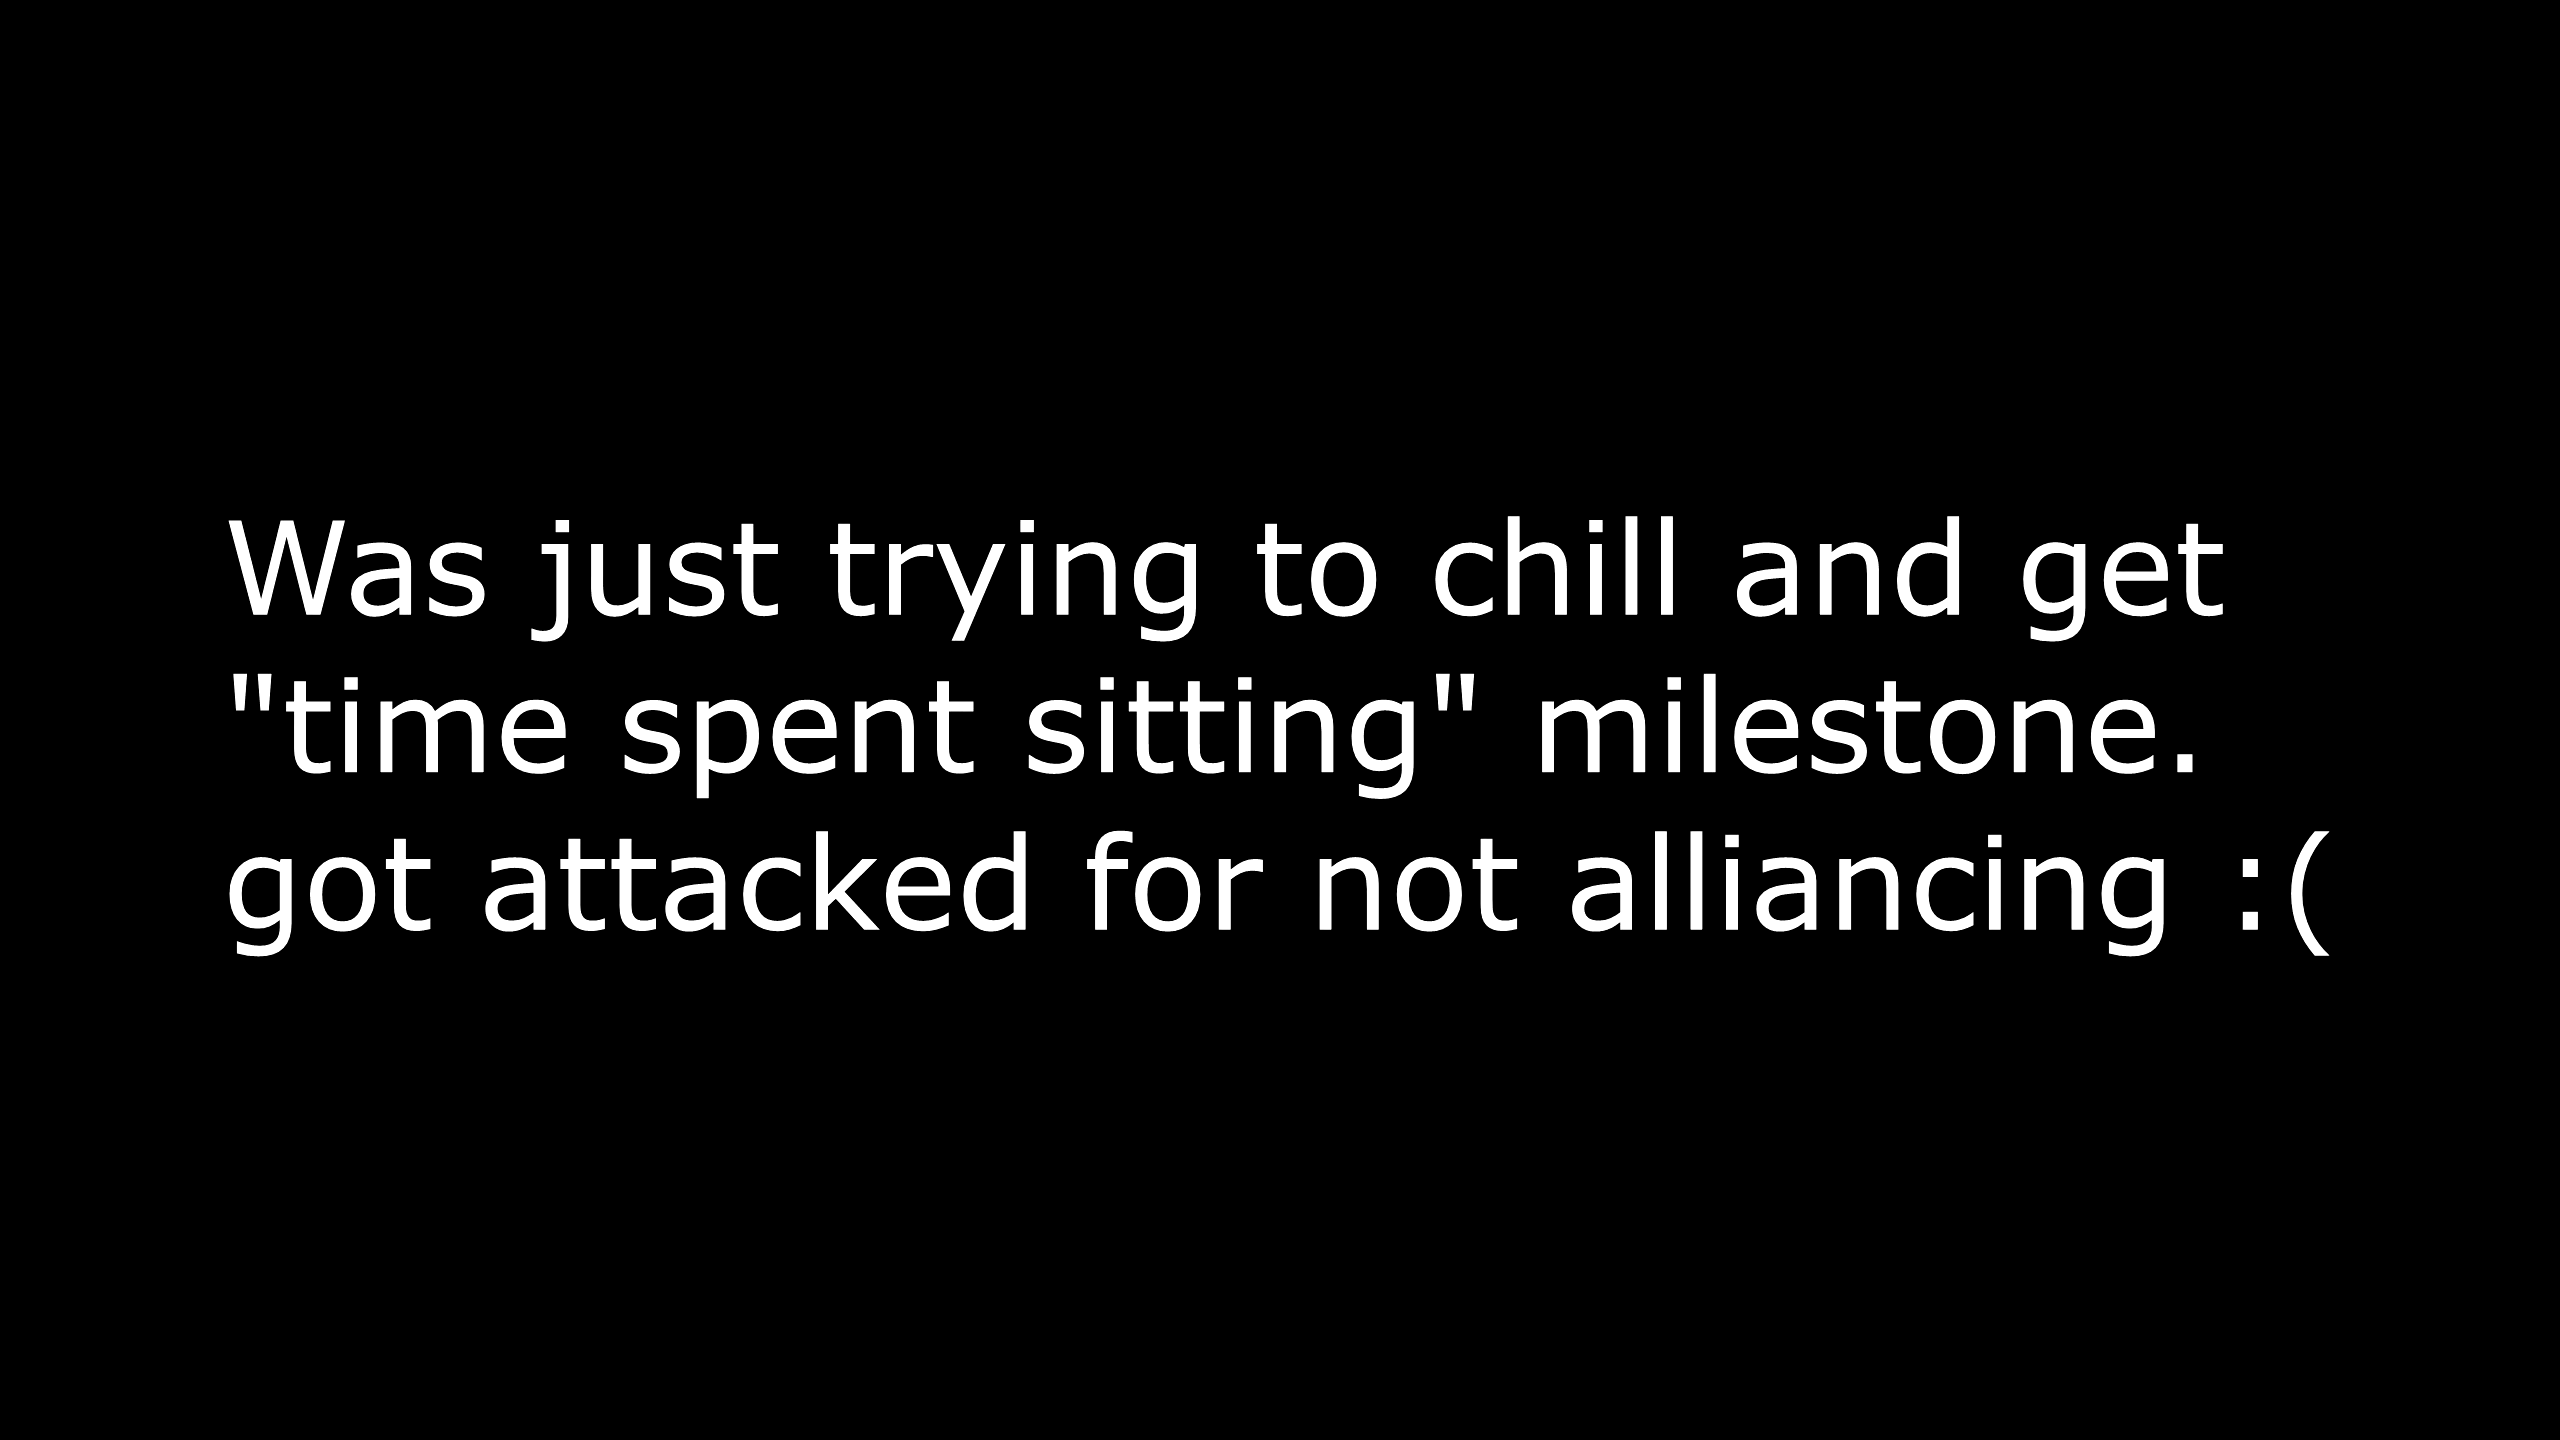 Was just trying to chill and get
"time spent sitting" milestone.
got attacked for not alliancing :(